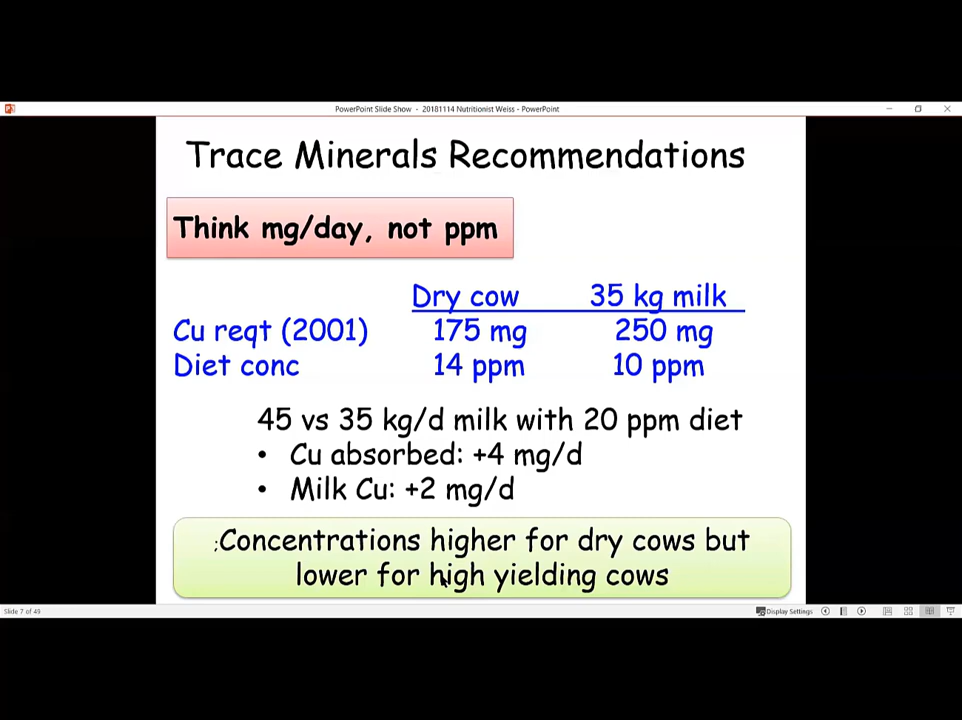 PowerPoint Slide Show - 20181114 Nutritionist Weiss - PowerPoint
Trace Minerals Recommendations
Think mg/day, not ppm
Dry cow 35 kg milk
Cu reqt (2001) 175 mg 250 mg
Diet conc 14 ppm 10 ppm
45 vs 35 kg/d milk with 20 ppm diet
• Cu absorbed: +4 mg/d
• Milk Cu: +2 mg/d
;Concentrations higher for dry cows but
lower for high yielding cows
Slide 7 of 49 Display Settings